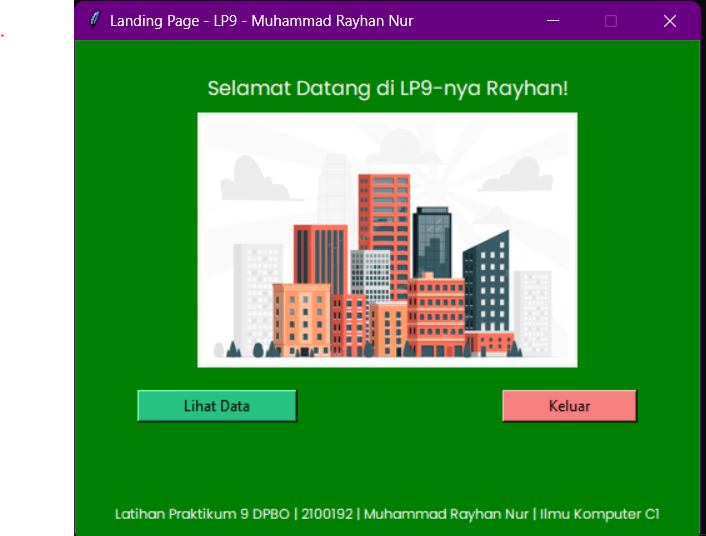 Landing Page - LP9 - Muhammad Rayhan Nur
Selamat Datang di LP9-nya Rayhan!
Lihat Data
Keluar
Latihan Praktikum 9 DPBO | 2100192 | Muhammad Rayhan Nur | Ilmu Komputer C1